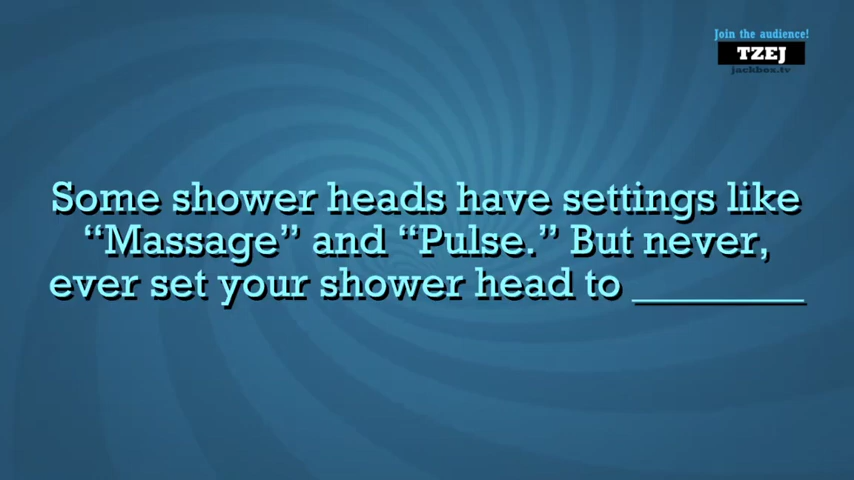 Join the audience!
TZEJ
jackbox.tv
Some shower heads have settings like
“Massage” and “Pulse.” But never,
ever set your shower head to ________